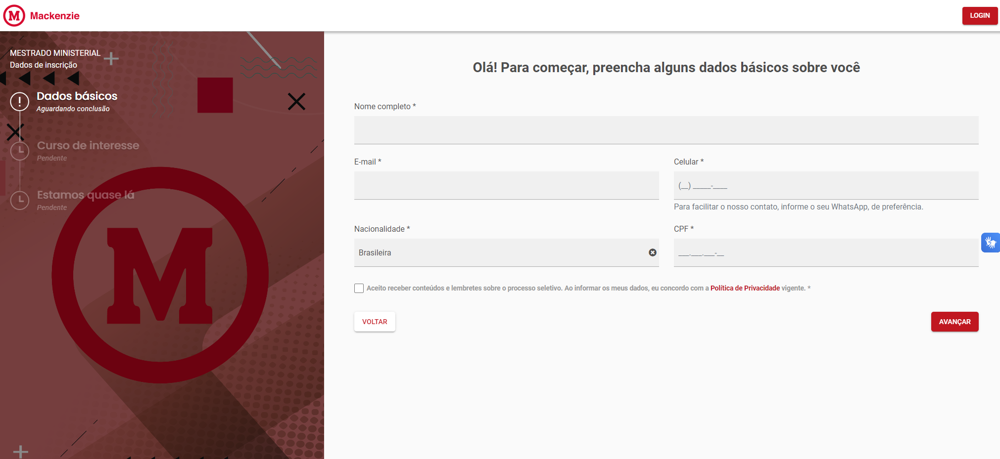 M Mackenzie
LOGIN
MESTRADO MINISTERIAL
Dados de inscrição
Dados básicos
Aguardando conclusão
Curso de interesse
Pendente
Estamos quase lá
Pendente
M
Olá! Para começar, preencha alguns dados básicos sobre você
Nome completo *
E-mail *
Celular *
(__) _____-____
Para facilitar o nosso contato, informe o seu WhatsApp, de preferência.
Nacionalidade *
CPF *
Brasileira
___.___.___-__
Aceito receber conteúdos e lembretes sobre o processo seletivo. Ao informar os meus dados, eu concordo com a Política de Privacidade vigente. *
VOLTAR
AVANÇAR